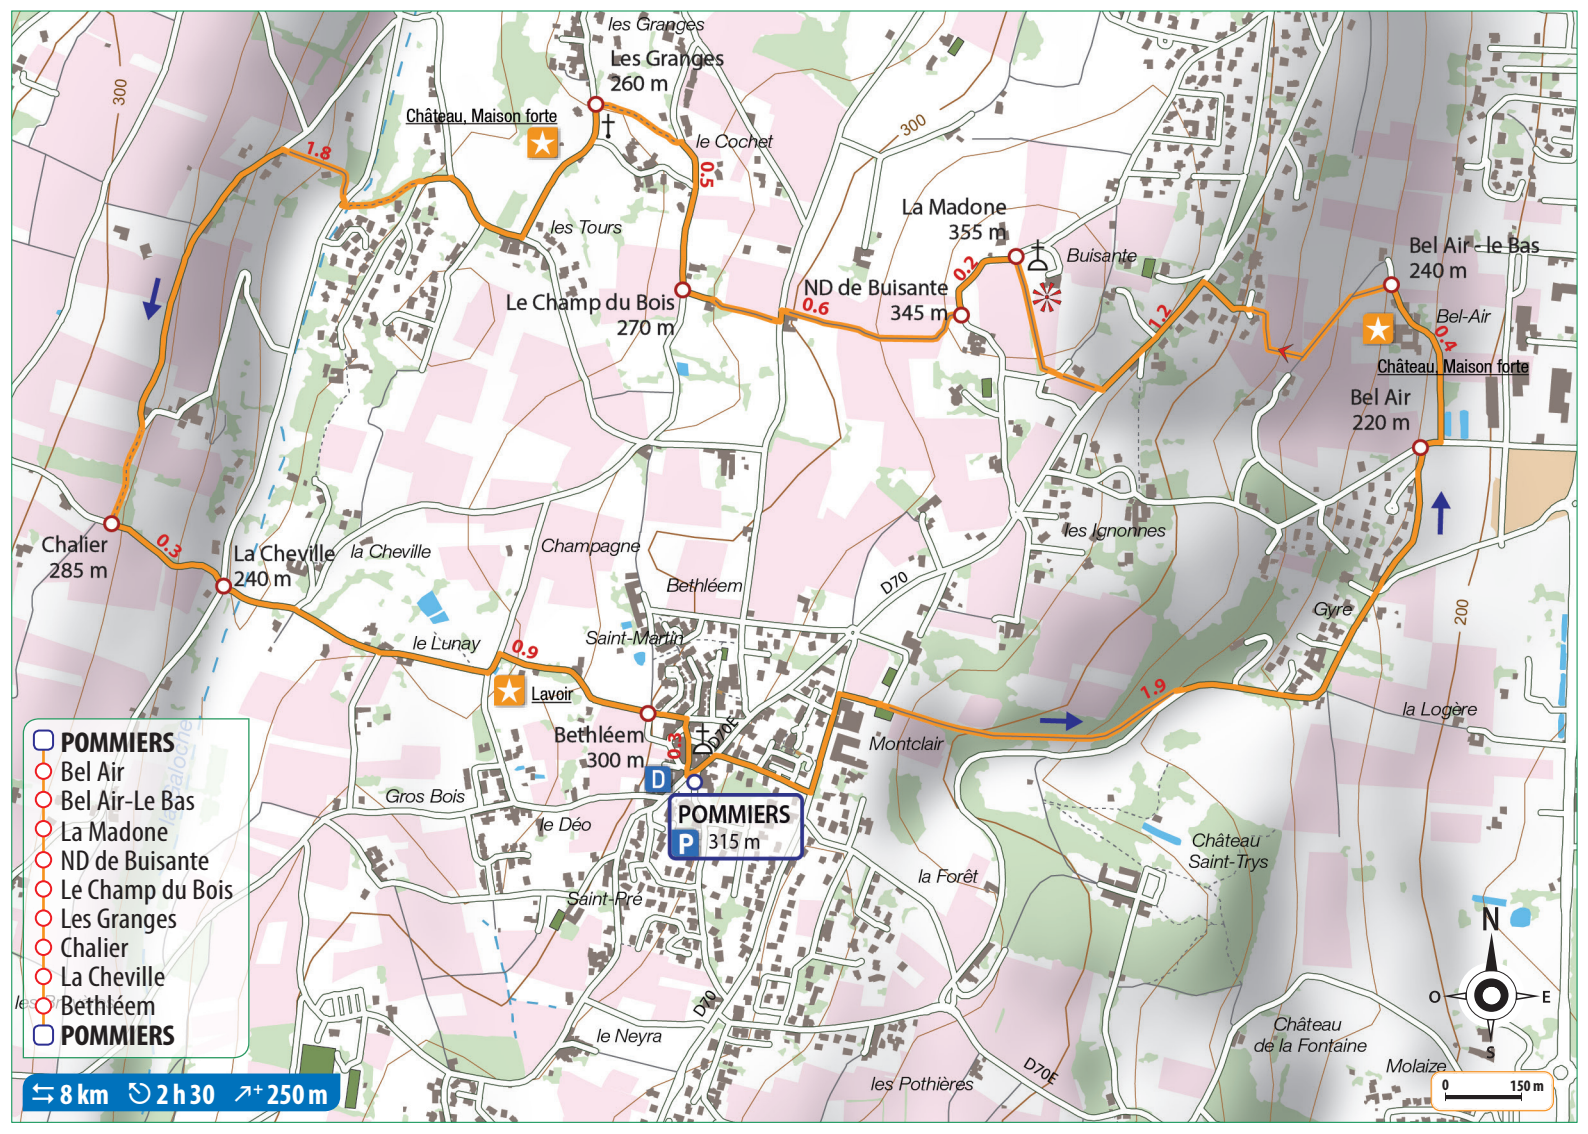 les Granges
Les Granges
260 m
Château, Maison forte
le Cochet
300
300
1.8
0.5
La Madone
355 m
les Tours
Buisante
Bel Air - le Bas
240 m
0.2
ND de Buisante
345 m
Le Champ du Bois
270 m
0.6
1.2
Bel-Air
0.4
Château, Maison forte
Bel Air
220 m
Chalier
285 m
0.3
La Cheville
240 m
la Cheville
Champagne
les Ignonnes
Bethléem
D70
Gyre
200
le Lunay
0.9
Saint-Martin
Lavoir
1.9
la Logère
Bethléem
300 m
0.3
D70E
Montclair
D
Gros Bois
POMMIERS
P 315 m
le Déo
Château
Saint-Trys
la Forêt
Saint-Pré
D70
le Neyra
les Pothières
D70E
Château
de la Fontaine
Molaize
N
O E
S
0 150 m
POMMIERS
Bel Air
Bel Air-Le Bas
La Madone
ND de Buisante
Le Champ du Bois
Les Granges
Chalier
La Cheville
Bethléem
POMMIERS
8 km 2 h 30 + 250 m